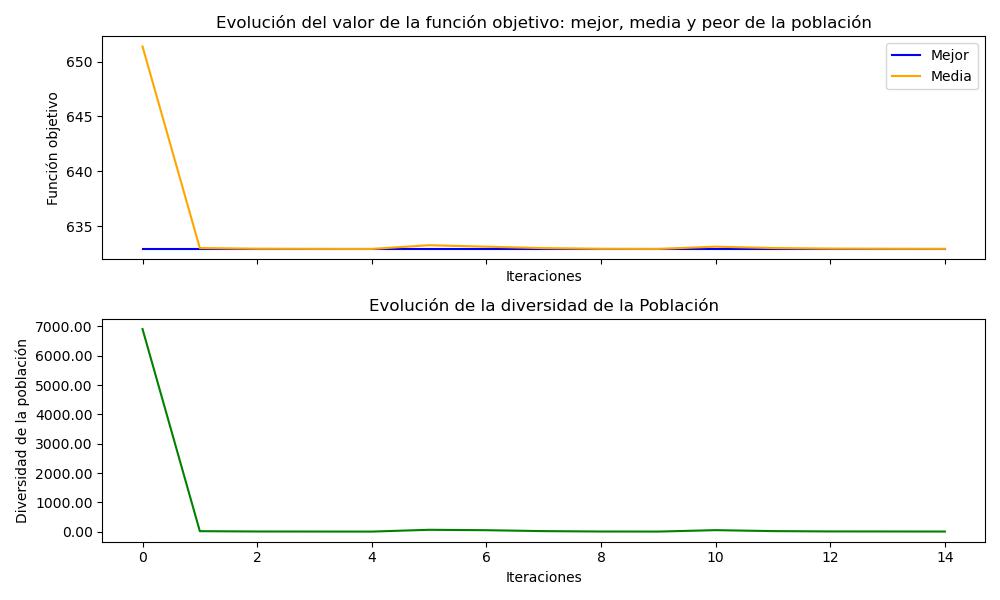 Evolución del valor de la función objetivo: mejor, media y peor de la población
Función objetivo
650
645
640
635
Mejor
Media
Iteraciones
Evolución de la diversidad de la Población
Diversidad de la población
7000.00
6000.00
5000.00
4000.00
3000.00
2000.00
1000.00
0.00
0 2 4 6 8 10 12 14
Iteraciones